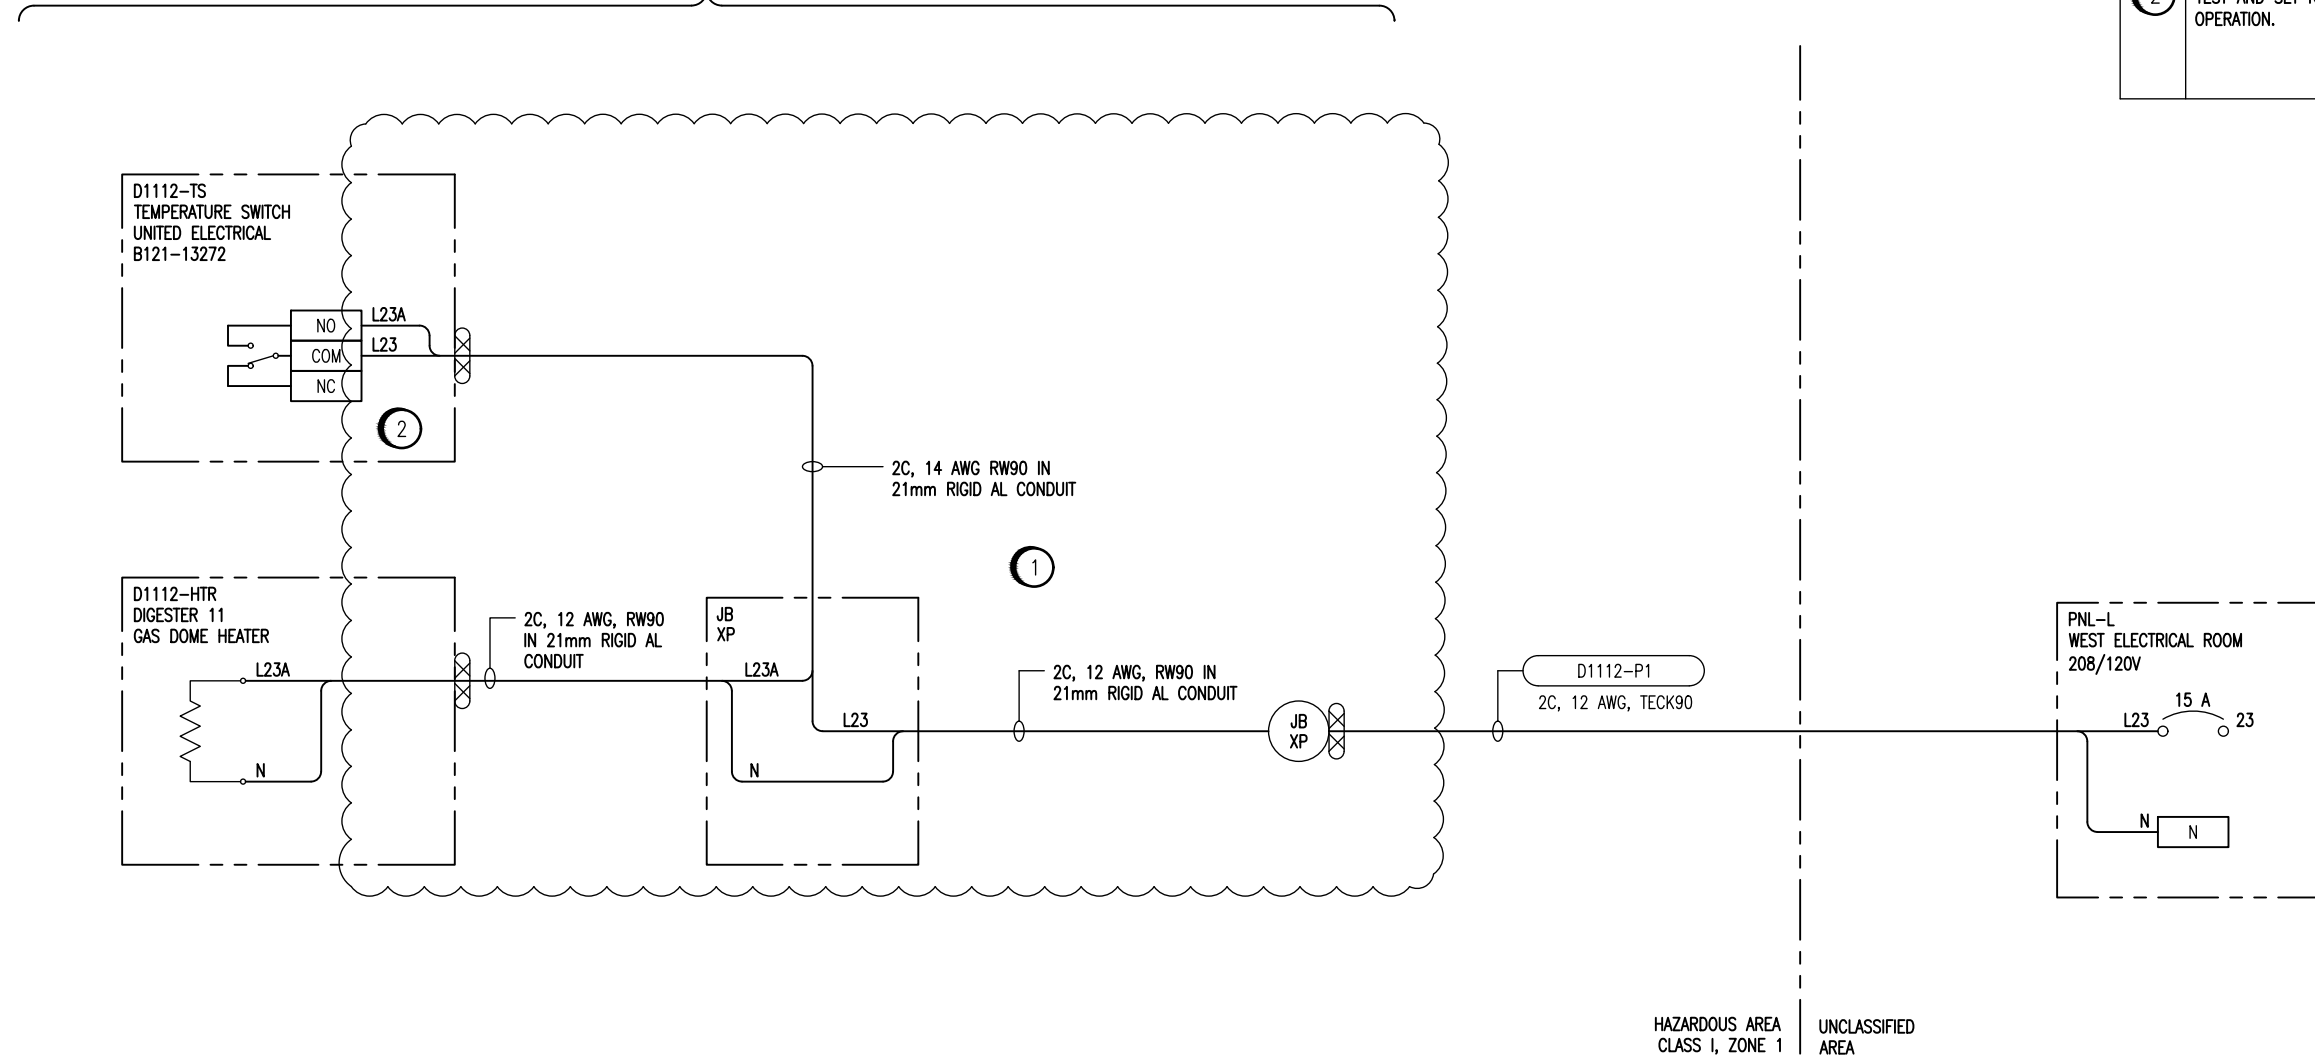 OPERATION.
D1112-TS
TEMPERATURE SWITCH
UNITED ELECTRICAL
B121-13272
NO
COM
NC
L23A
L23
2
2C, 14 AWG RW90 IN
21mm RIGID AL CONDUIT
1
D1112-HTR
DIGESTER 11
GAS DOME HEATER
L23A
N
2C, 12 AWG, RW90
IN 21mm RIGID AL
CONDUIT
JB
XP
L23A
L23
N
2C, 12 AWG, RW90 IN
21mm RIGID AL CONDUIT
JB
XP
D1112-P1
2C, 12 AWG, TECK90
PNL-L
WEST ELECTRICAL ROOM
208/120V
15 A
L23
23
N
N
HAZARDOUS AREA
CLASS I, ZONE 1
UNCLASSIFIED
AREA